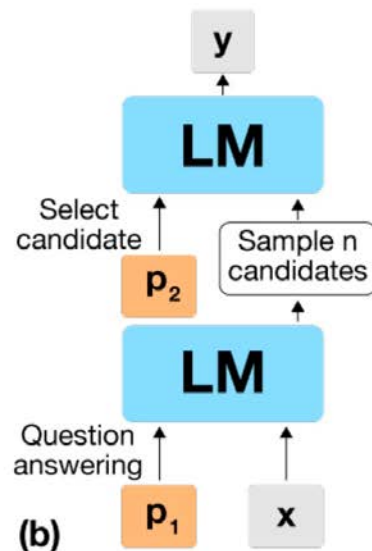 y
LM
Select
candidate
Sample n
candidates
p₂
LM
Question
answering
(b)
p₁
x